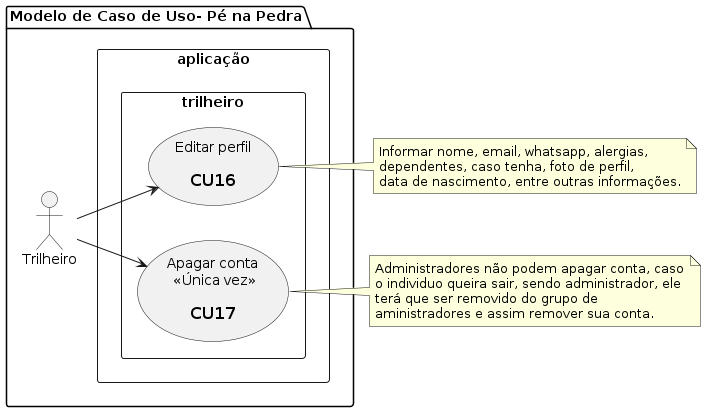 Modelo de Caso de Uso- Pé na Pedra
aplicação
trilheiro
Editar perfil
CU16
Informar nome, email, whatsapp, alergias,
dependentes, caso tenha, foto de perfil,
data de nascimento, entre outras informações.
Trilheiro
Apagar conta
«Única vez»
CU17
Administradores não podem apagar conta, caso
o individuo queira sair, sendo administrador, ele
terá que ser removido do grupo de
aministradores e assim remover sua conta.